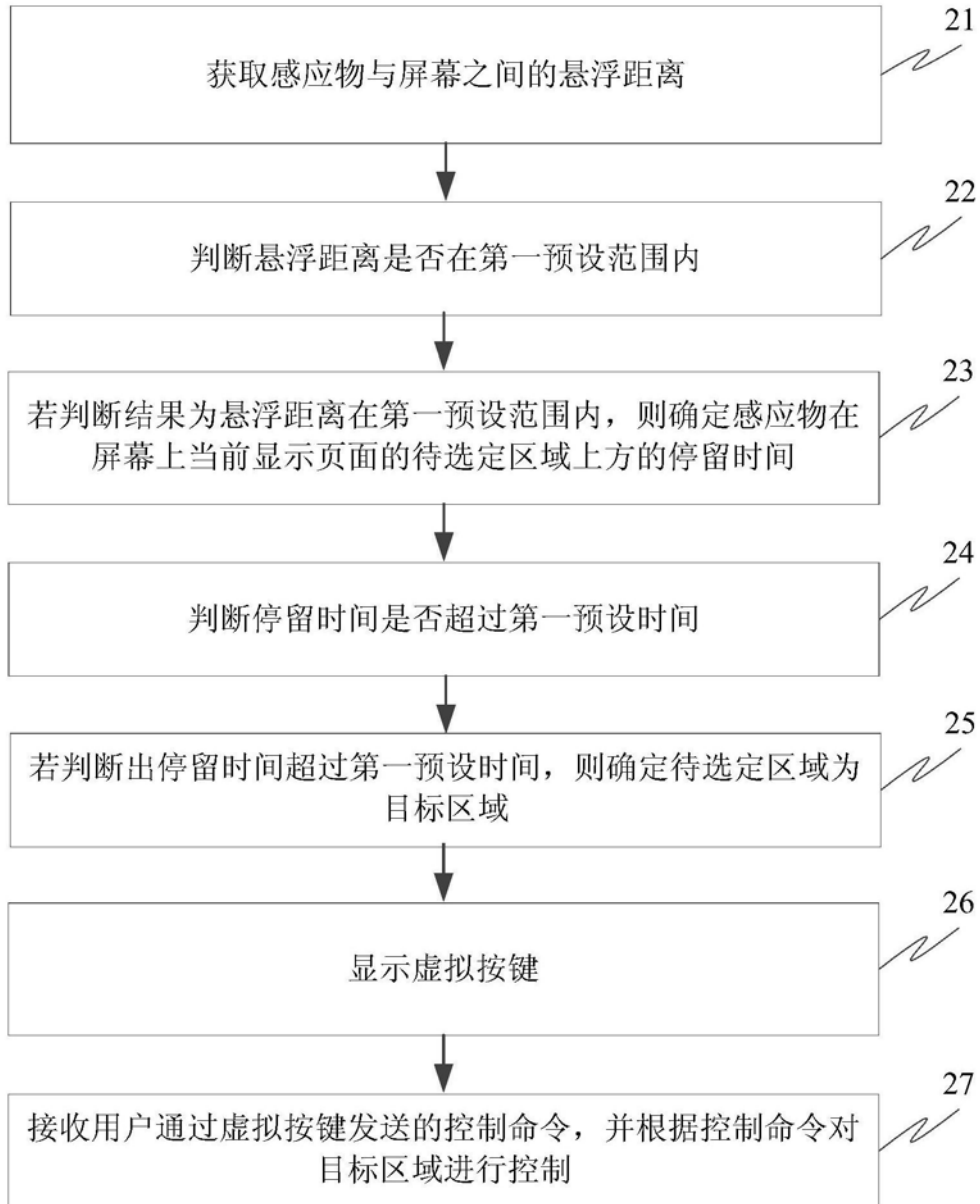 21
获取感应物与屏幕之间的悬浮距离
22
判断悬浮距离是否在第一预设范围内
23
若判断结果为悬浮距离在第一预设范围内，则确定感应物在
屏幕上当前显示页面的待选定区域上方的停留时间
24
判断停留时间是否超过第一预设时间
25
若判断出停留时间超过第一预设时间，则确定待选定区域为
目标区域
26
显示虚拟按键
27
接收用户通过虚拟按键发送的控制命令，并根据控制命令对
目标区域进行控制